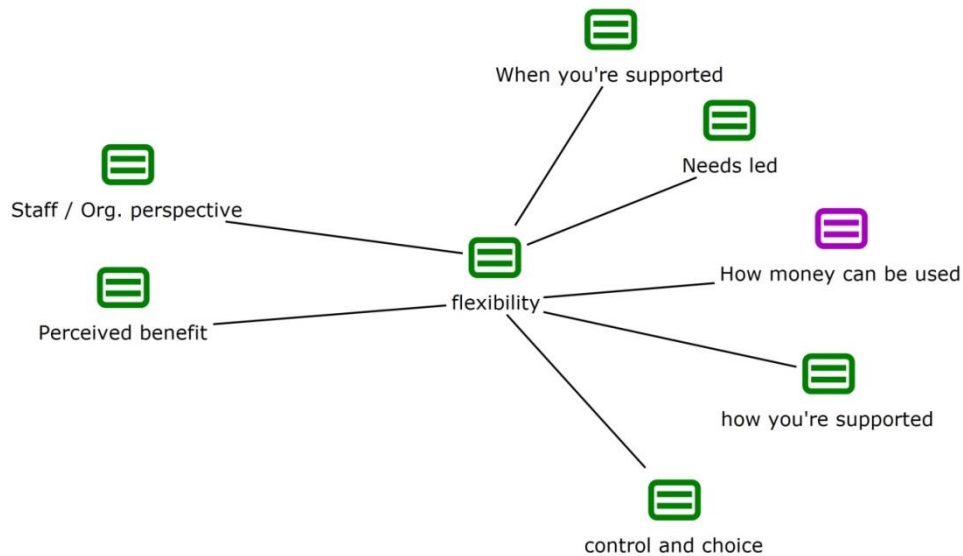 When you're supported
Needs led
Staff / Org. perspective
How money can be used
flexibility
Perceived benefit
how you're supported
control and choice